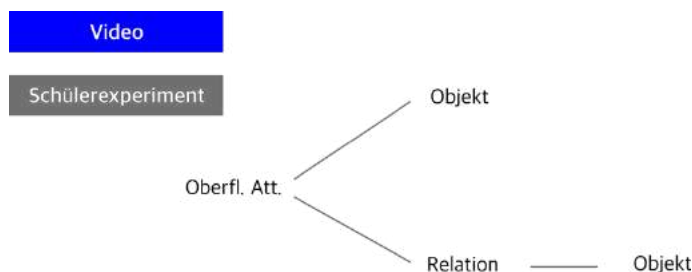 Video
Schülerexperiment
Objekt
Oberfl. Att.
Relation
Objekt